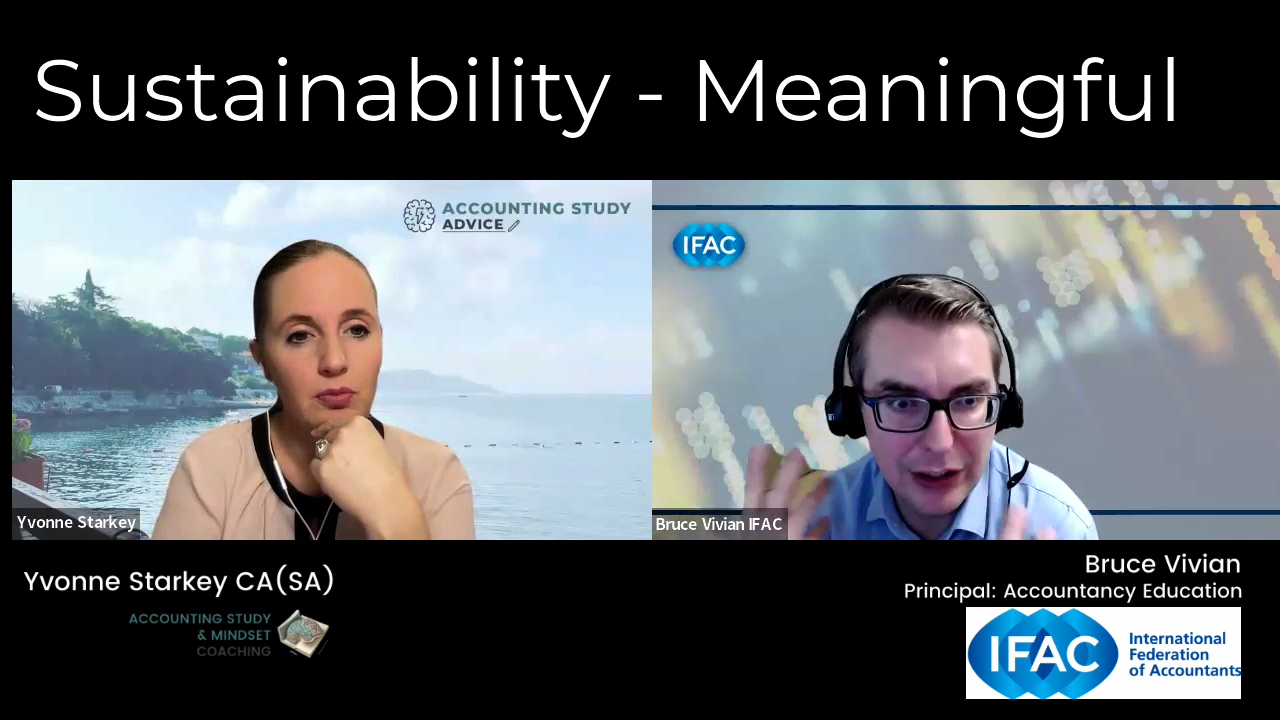 Sustainability - Meaningful
ACCOUNTING STUDY
ADVICE
IFAC
Yvonne Starkey
Bruce Vivian IFAC
Yvonne Starkey CA(SA)
ACCOUNTING STUDY
& MINDSET
COACHING
Bruce Vivian
Principal: Accountancy Education
IFAC
International
Federation
of Accountants